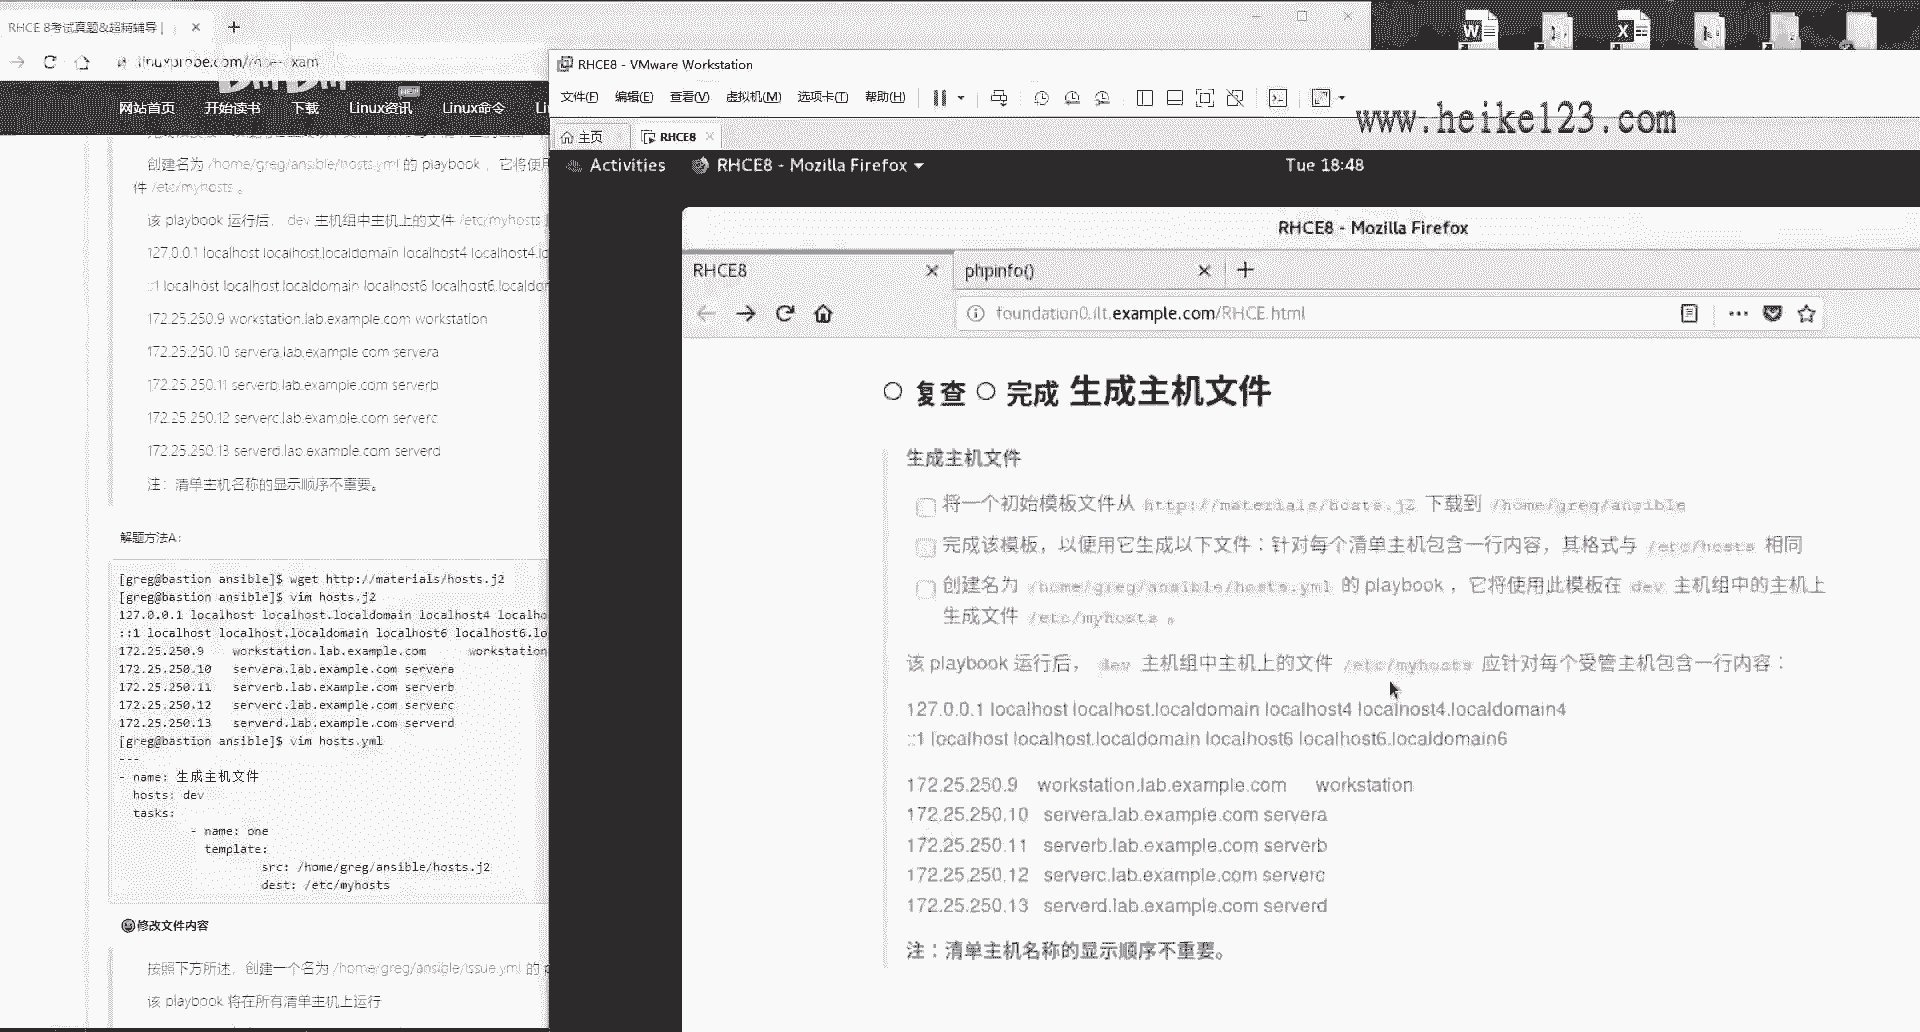 RHCE 8考试真题&超精辅导 |
网站首页 开始读书 下载 Linux资讯 Linux命令
创建名为 /home/greg/ansible/hosts.yml 的 playbook ，它将使用
件 /etc/myhosts 。
该 playbook 运行后， dev 主机组中主机上的文件 /etc/myhosts
127.0.0.1 localhost localhost.localdomain localhost4
::1 localhost localhost.localdomain localhost6
172.25.250.9 workstation.lab.example.com workstation
172.25.250.10 servera.lab.example.com servera
172.25.250.11 serverb.lab.example.com serverb
172.25.250.12 serverc.lab.example.com serverc
172.25.250.13 serverd.lab.example.com serverd
注：清单主机名称的显示顺序不重要。
解题方法A:
[greg@bastion ansible]$ wget http://materials/hosts.j2
[greg@bastion ansible]$ vim hosts.j2
127.0.0.1 localhost localhost.localdomain localhost4 localho
::1 localhost localhost.localdomain localhost6 localhost6.lo
172.25.250.9 workstation.lab.example.com workstation
172.25.250.10 servera.lab.example.com servera
172.25.250.11 serverb.lab.example.com serverb
172.25.250.12 serverc.lab.example.com serverc
172.25.250.13 serverd.lab.example.com serverd
[greg@bastion ansible]$ vim hosts.yml
---
- name: 生成主机文件
hosts: dev
tasks:
- name: one
template:
src: /home/greg/ansible/hosts.j2
dest: /etc/myhosts
修改文件内容
按照下方所述，创建一个名为 /home/greg/ansible/issue.yml 的
该 playbook 将在所有清单主机上运行
RHCE8 - VMware Workstation
文件(F) 编辑(E) 查看(V) 虚拟机(M) 选项卡(T) 帮助(H)
www.heike123.com
主页 RHCE8
Activities RHCE8 - Mozilla Firefox Tue 18:48
RHCE8 - Mozilla Firefox
RHCE8 phpinfo()
foundation0.ilt.example.com/RHCE.html
复查 完成 生成主机文件
生成主机文件
将一个初始模板文件从 http://materials/hosts.j2 下载到 /home/greg/ansible
完成该模板，以便用它生成以下文件：针对每个清单主机包含一行内容，其格式与 /etc/hosts 相同
创建名为 /home/greg/ansible/hosts.yml 的 playbook ，它将使用此模板在 dev 主机组中的主机上
生成文件 /etc/myhosts 。
该 playbook 运行后， dev 主机组中主机上的文件 /etc/myhosts 应针对每个受管主机包含一行内容：
127.0.0.1 localhost localhost.localdomain localhost4 localhost4.localdomain4
::1 localhost localhost.localdomain localhost6 localhost6.localdomain6
172.25.250.9 workstation.lab.example.com workstation
172.25.250.10 servera.lab.example.com servera
172.25.250.11 serverb.lab.example.com serverb
172.25.250.12 serverc.lab.example.com serverc
172.25.250.13 serverd.lab.example.com serverd
注：清单主机名称的显示顺序不重要。